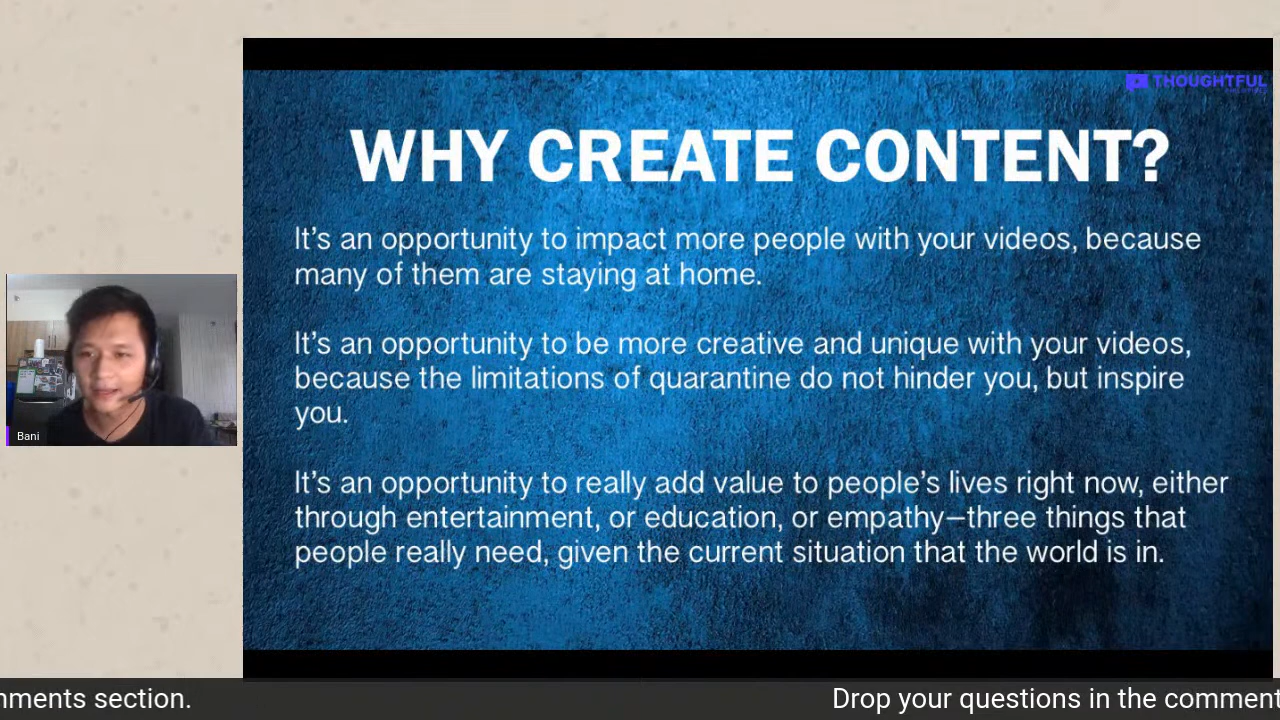 THOUGHTFUL
WHY CREATE CONTENT?
It's an opportunity to impact more people with your videos, because
many of them are staying at home.
It's an opportunity to be more creative and unique with your videos,
because the limitations of quarantine do not hinder you, but inspire
you.
It's an opportunity to really add value to people's lives right now, either
through entertainment, or education, or empathy—three things that
people really need, given the current situation that the world is in.
Bani
nments section.
Drop your questions in the comment